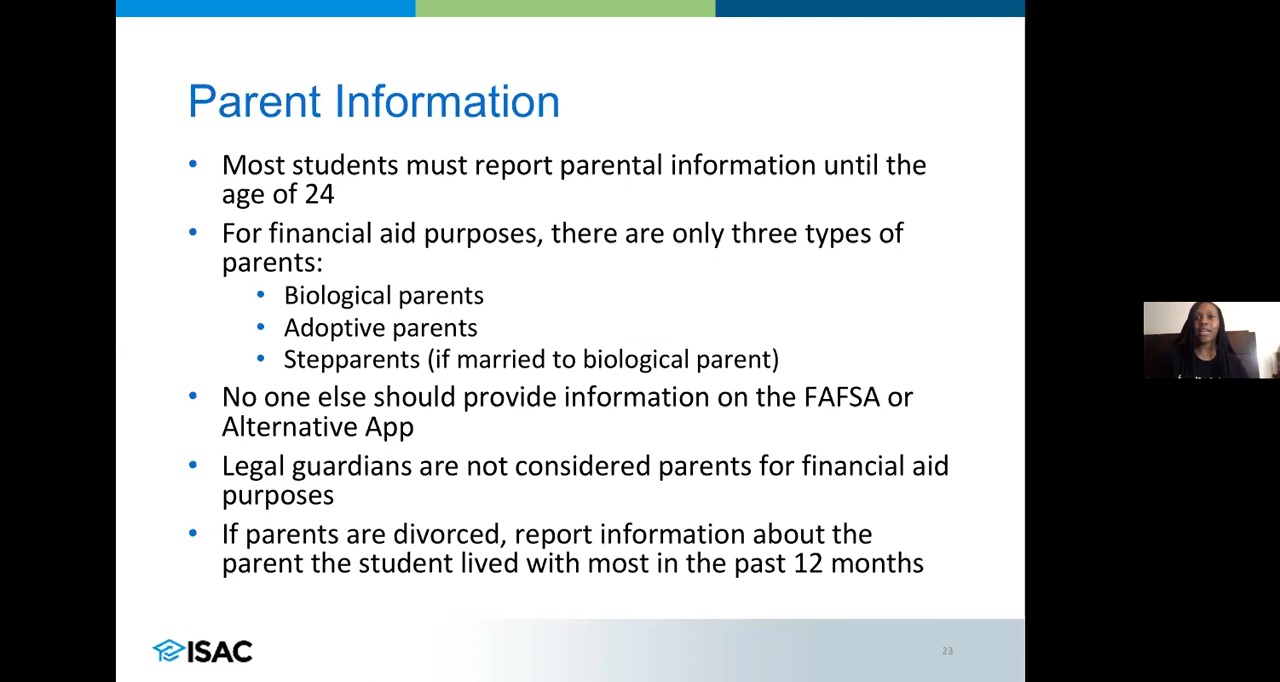 Parent Information
• Most students must report parental information until the
age of 24
• For financial aid purposes, there are only three types of
parents:
• Biological parents
• Adoptive parents
• Stepparents (if married to biological parent)
• No one else should provide information on the FAFSA or
Alternative App
• Legal guardians are not considered parents for financial aid
purposes
• If parents are divorced, report information about the
parent the student lived with most in the past 12 months
ISAC
23